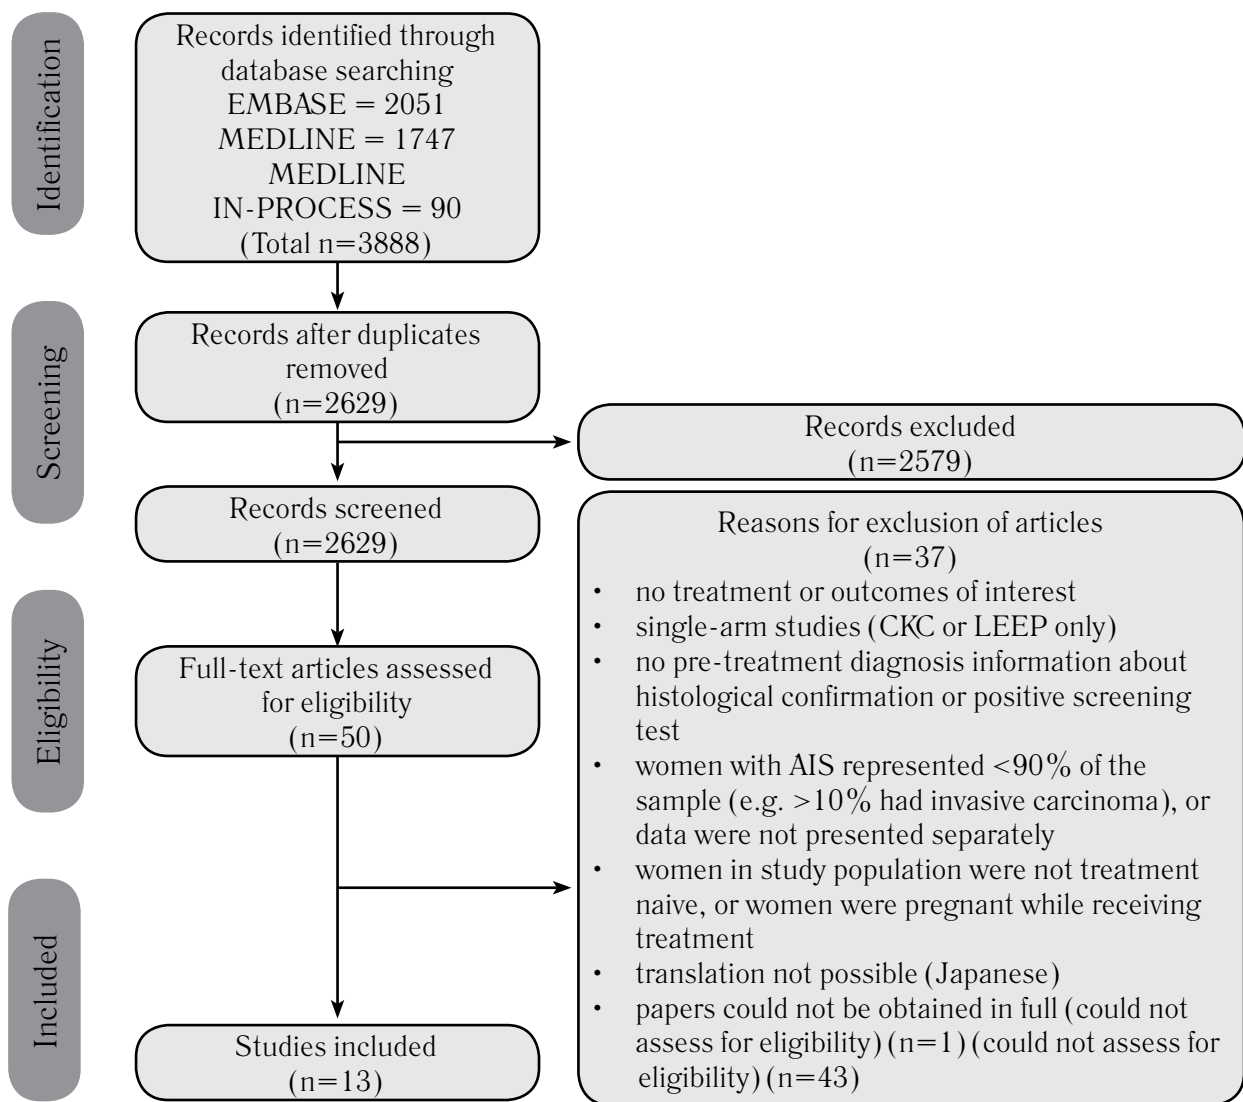 Identification
Records identified through
database searching
EMBASE = 2051
MEDLINE = 1747
MEDLINE
IN-PROCESS = 90
(Total n=3888)
Screening
Records after duplicates
removed
(n=2629)
Records excluded
(n=2579)
Records screened
(n=2629)
Eligibility
Full-text articles assessed
for eligibility
(n=50)
Reasons for exclusion of articles
(n=37)
• no treatment or outcomes of interest
• single-arm studies (CKC or LEEP only)
• no pre-treatment diagnosis information about
histological confirmation or positive screening
test
• women with AIS represented <90% of the
sample (e.g. >10% had invasive carcinoma), or
data were not presented separately
• women in study population were not treatment
naive, or women were pregnant while receiving
treatment
• translation not possible (Japanese)
• papers could not be obtained in full (could not
assess for eligibility) (n=1) (could not assess for
eligibility) (n=43)
Included
Studies included
(n=13)